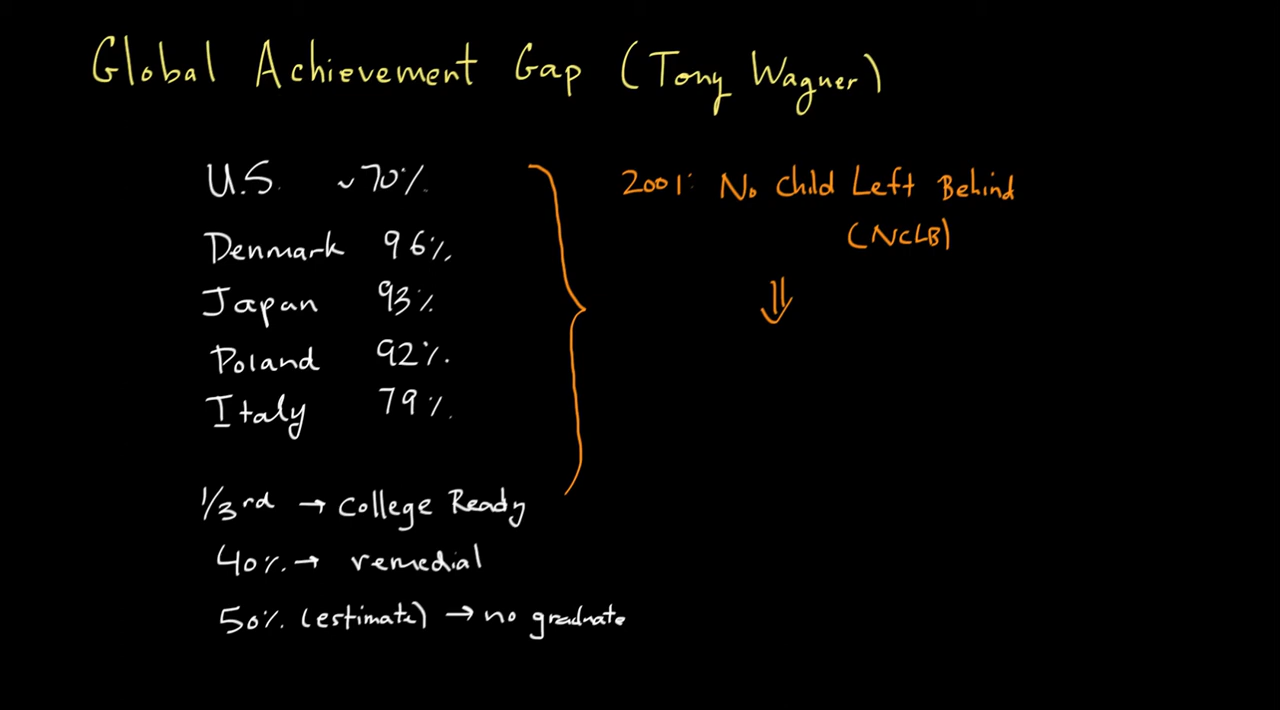 Global Achievement Gap (Tony Wagner)
U.S. ~70%
Denmark 96%
Japan 93%
Poland 92%
Italy 79%
1/3rd → College Ready
40% → remedial
50% (estimate) → no graduate
2001: No Child Left Behind
(NCLB)
⇓